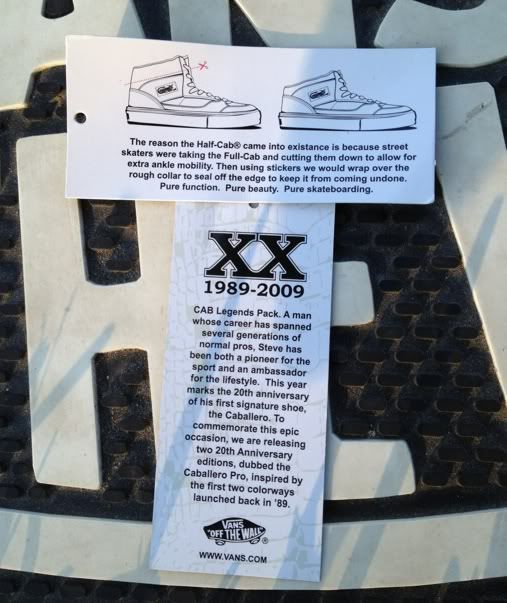 The reason the Half-Cab® came into existance is because street
skaters were taking the Full-Cab and cutting them down to allow for
extra ankle mobility. Then using stickers we would wrap over the
rough collar to seal off the edge to keep it from coming undone.
Pure function. Pure beauty. Pure skateboarding.
XX
1989-2009
CAB Legends Pack. A man
whose career has spanned
several generations of
normal pros, Steve has
been both a pioneer for the
sport and an ambassador
for the lifestyle. This year
marks the 20th anniversary
of his first signature shoe,
the Caballero. To
commemorate this epic
occasion, we are releasing
two 20th Anniversary
editions, dubbed the
Caballero Pro, inspired by
the first two colorways
launched back in '89.
VANS
"OFF THE WALL"
®
WWW.VANS.COM